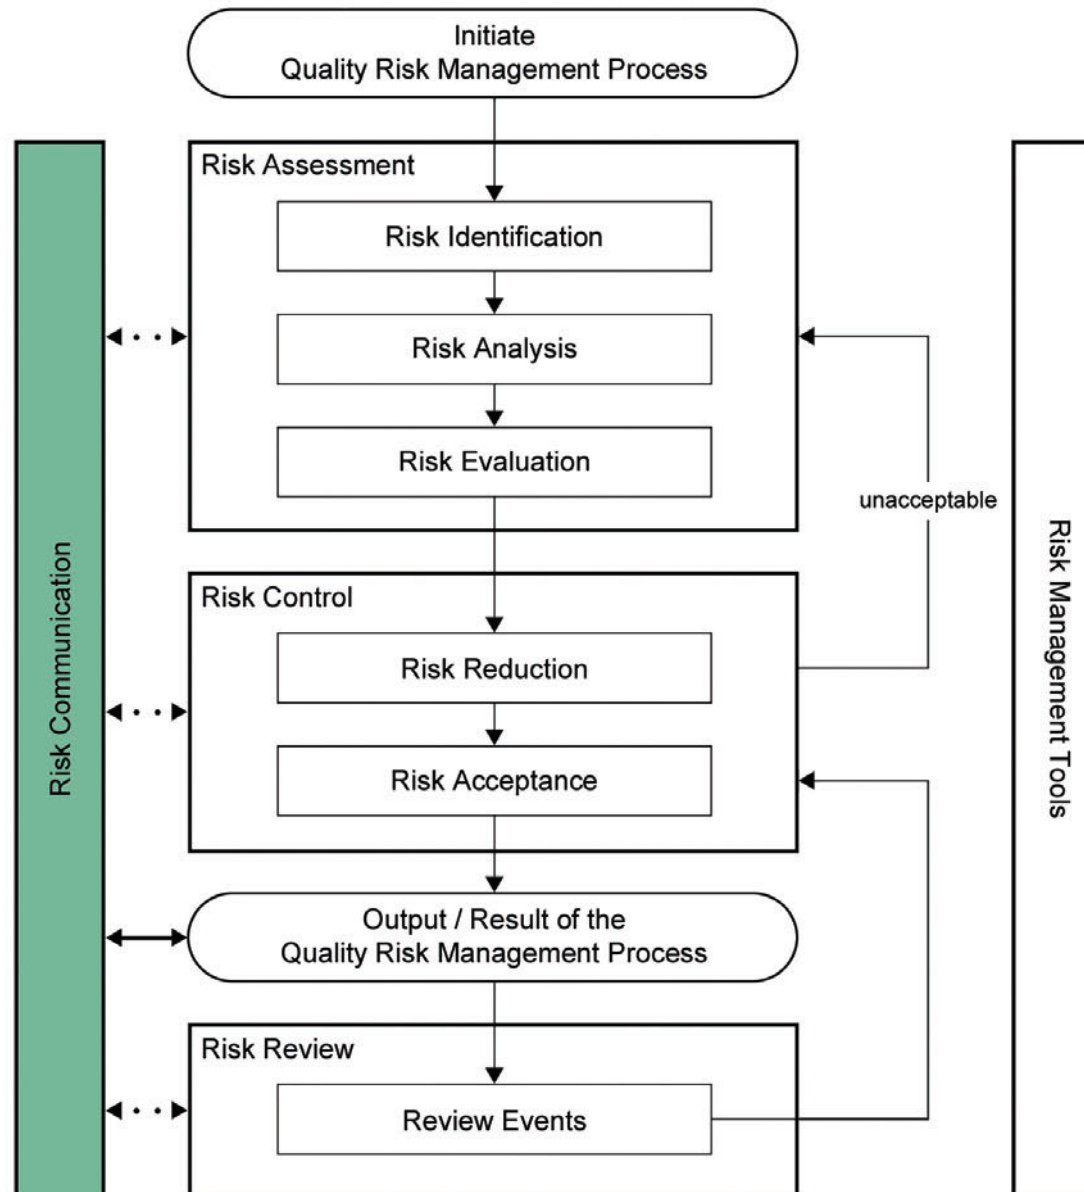 Initiate
Quality Risk Management Process
Risk Assessment
Risk Identification
Risk Analysis
Risk Evaluation
unacceptable
Risk Control
Risk Reduction
Risk Acceptance
Output / Result of the
Quality Risk Management Process
Risk Review
Review Events
Risk Communication
Risk Management Tools